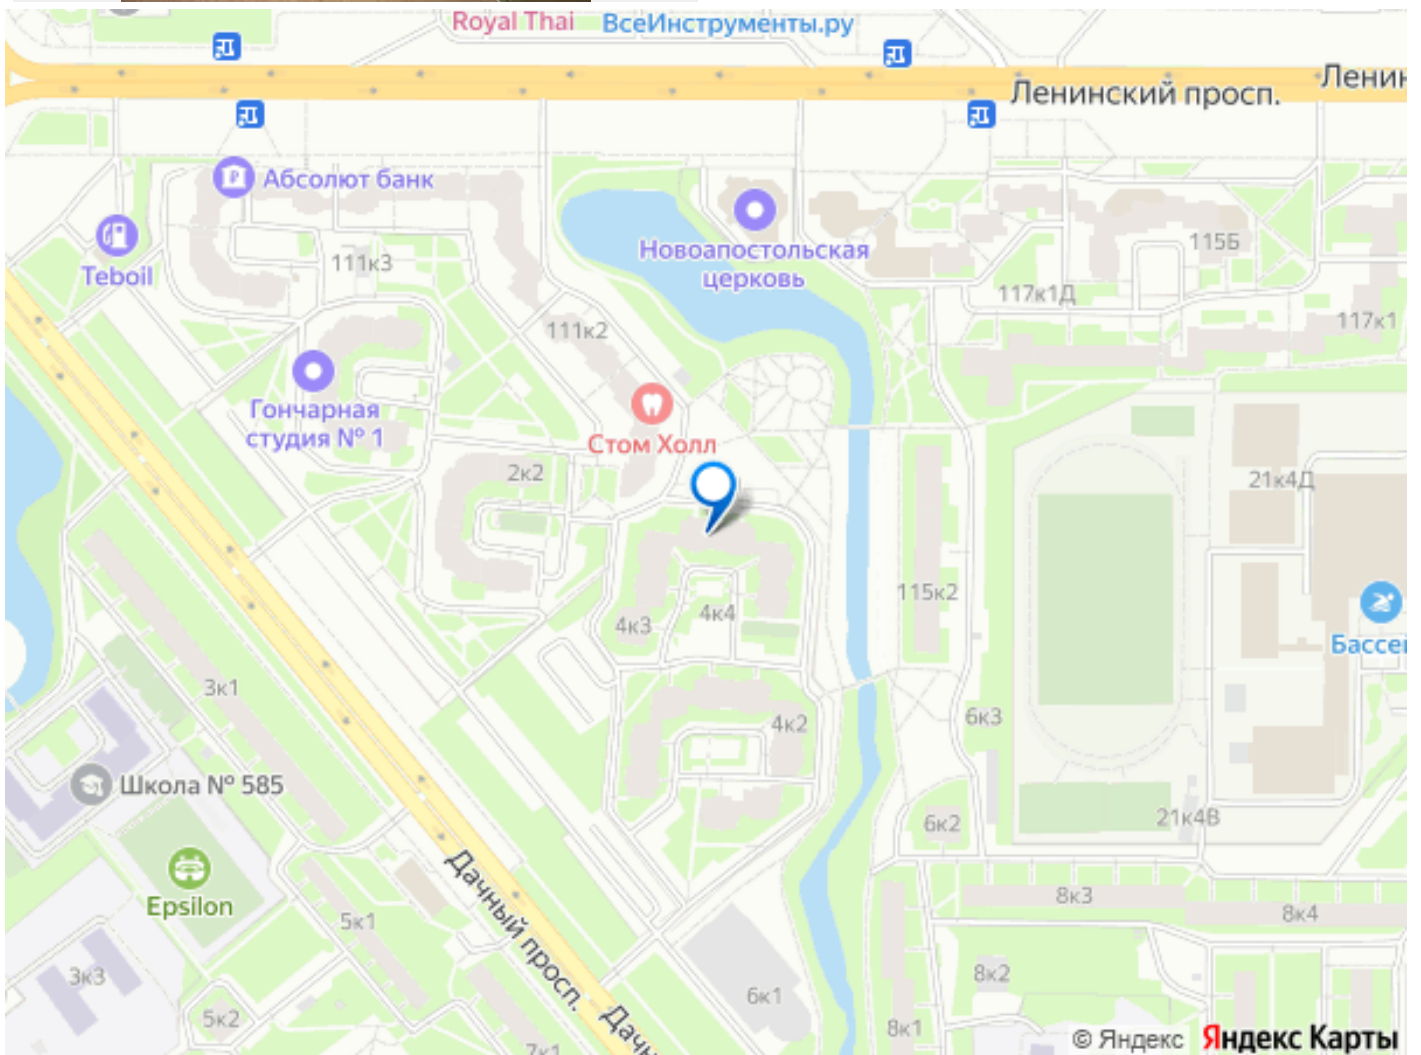 Royal Thai
ВсеИнструменты.ру
Ленинский просп.
Ленин
Абсолют банк
Teboil
Новоапостольская
церковь
115Б
111к3
117к1Д
111к2
117к1
Гончарная
студия № 1
Стом Холл
2к2
21к4Д
115к2
4к4
4к3
Бассей
3к1
6к3
4к2
Школа № 585
21к4В
6к2
Epsilon
8к3
8к4
5к1
Дачный просп.
3к3
8к2
6к1
5к2
8к1
Дачн
7к1
© Яндекс
Яндекс Карты